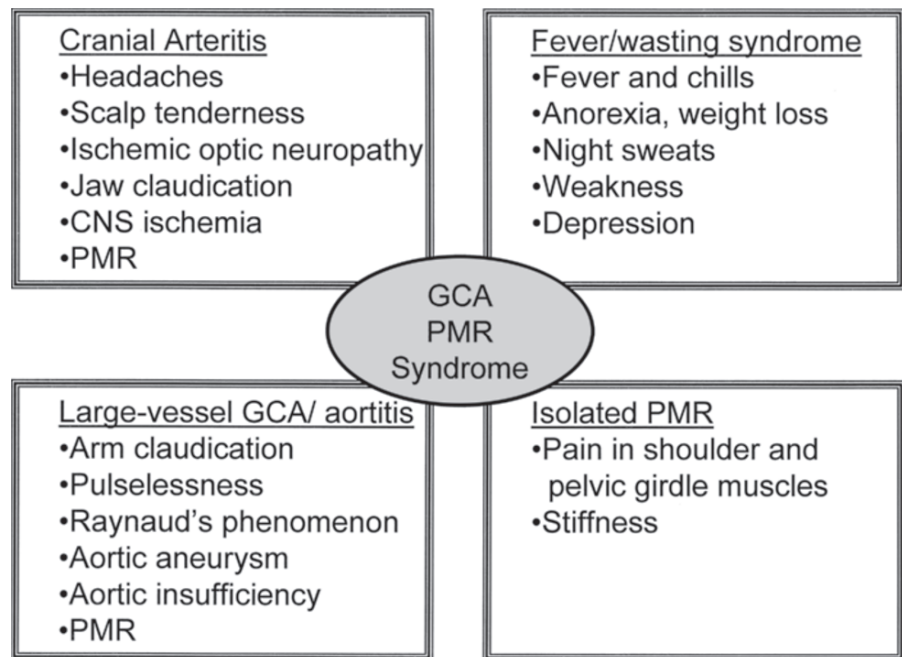 Cranial Arteritis
•Headaches
•Scalp tenderness
•Ischemic optic neuropathy
•Jaw claudication
•CNS ischemia
•PMR
Fever/wasting syndrome
•Fever and chills
•Anorexia, weight loss
•Night sweats
•Weakness
•Depression
GCA
PMR
Syndrome
Large-vessel GCA/ aortitis
•Arm claudication
•Pulselessness
•Raynaud's phenomenon
•Aortic aneurysm
•Aortic insufficiency
•PMR
Isolated PMR
•Pain in shoulder and
pelvic girdle muscles
•Stiffness